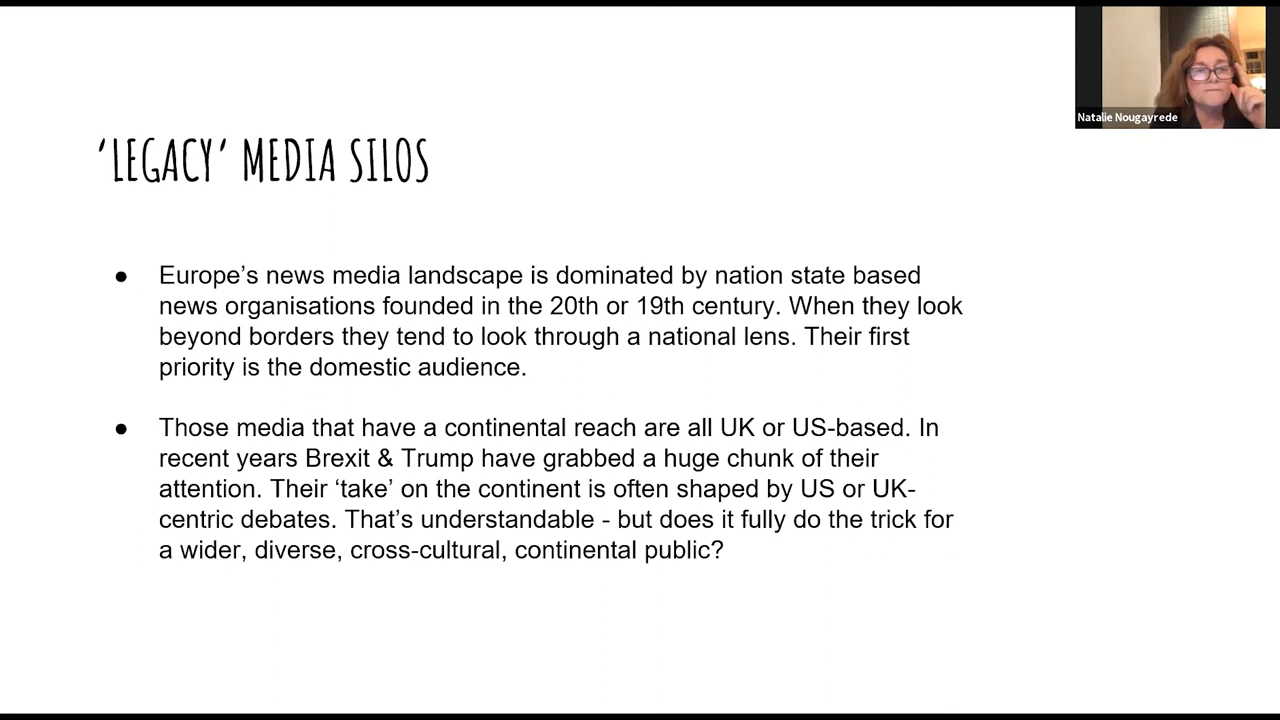 ‘LEGACY’ MEDIA SILOS
● Europe’s news media landscape is dominated by nation state based
news organisations founded in the 20th or 19th century. When they look
beyond borders they tend to look through a national lens. Their first
priority is the domestic audience.
● Those media that have a continental reach are all UK or US-based. In
recent years Brexit & Trump have grabbed a huge chunk of their
attention. Their ‘take’ on the continent is often shaped by US or UK-
centric debates. That’s understandable - but does it fully do the trick for
a wider, diverse, cross-cultural, continental public?
Natalie Nougayrede